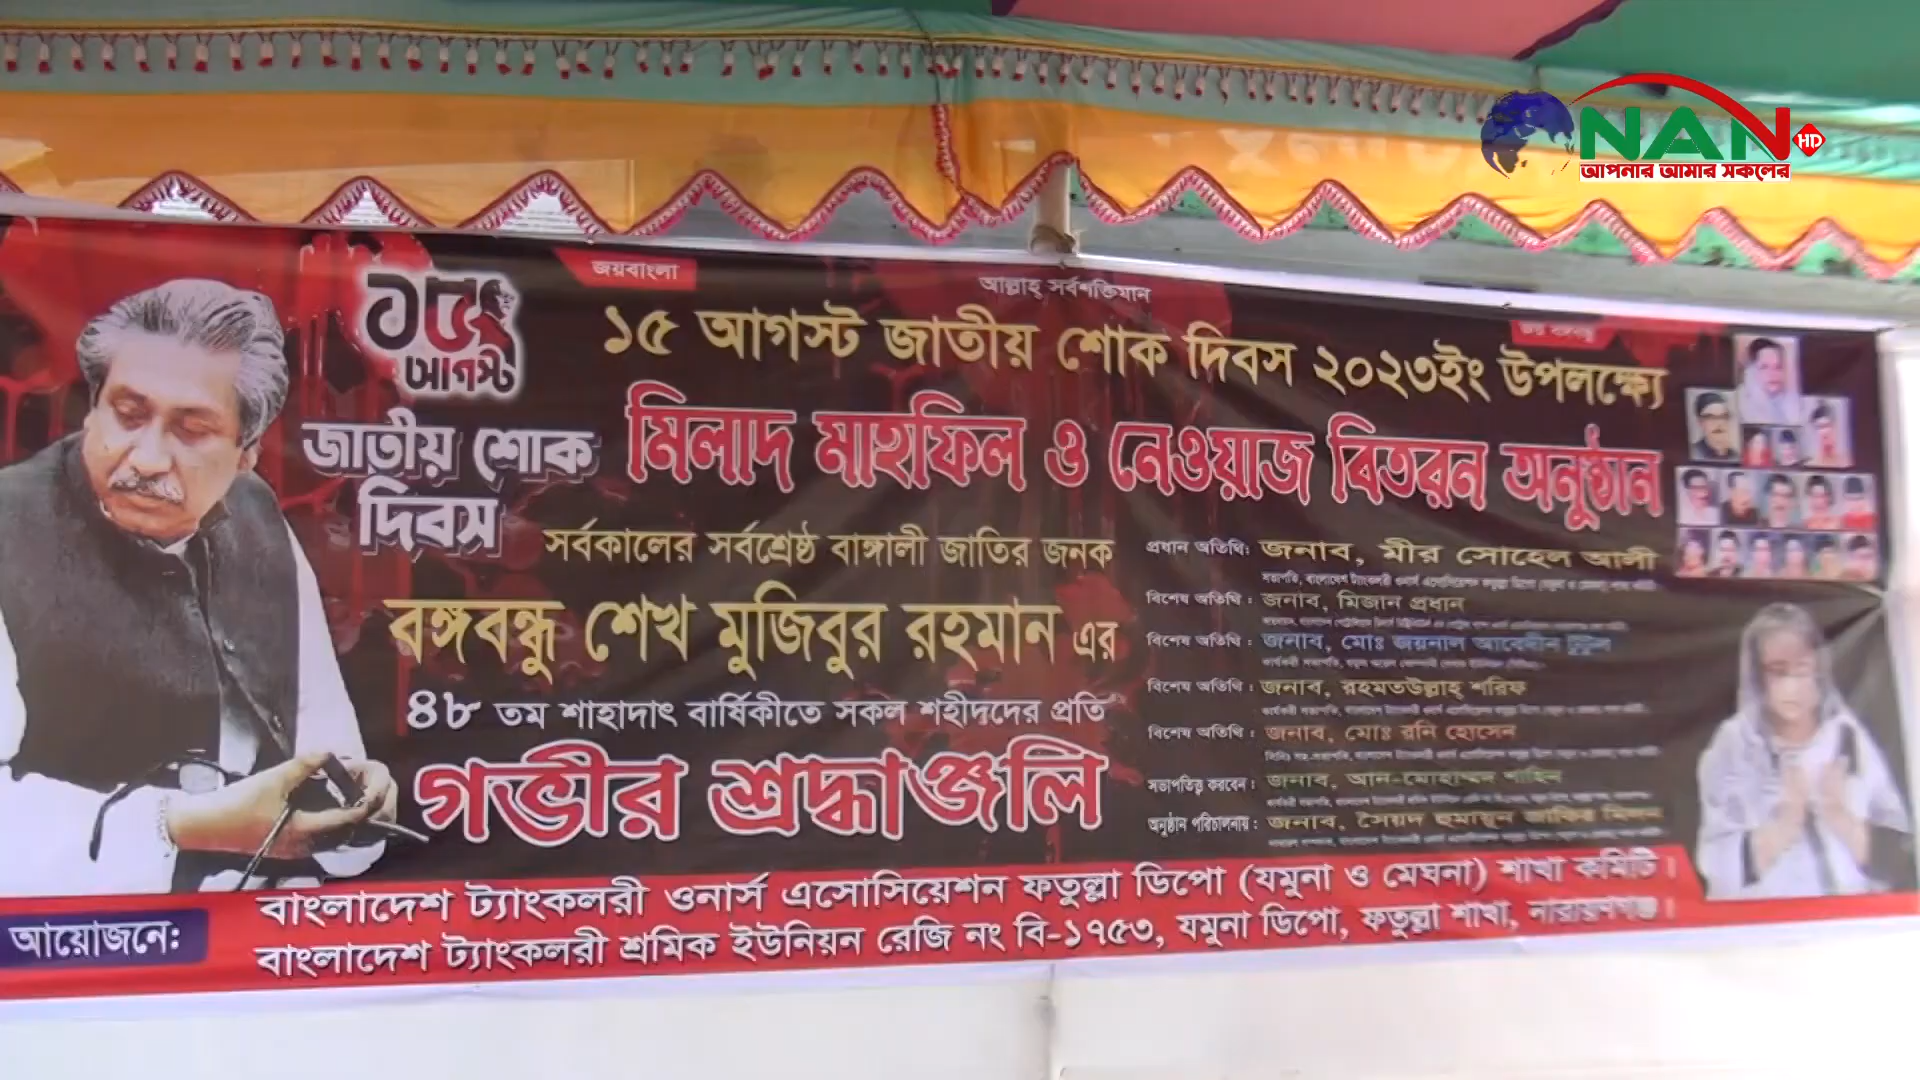 NAN HD
আপনার আমার সকলের
জয়বাংলা
আল্লাহ্ সর্বশক্তিমান
১৫ই
আগস্ট
জাতীয় শোক
দিবস
১৫ আগস্ট জাতীয় শোক দিবস ২০২৩ইং উপলক্ষ্যে
মিলাদ মাহফিল ও নেওয়াজ বিতরন অনুষ্ঠান
সর্বকালের সর্বশ্রেষ্ঠ বাঙ্গালী জাতির জনক
বঙ্গবন্ধু শেখ মুজিবুর রহমান এর
৪৮ তম শাহাদাৎ বার্ষিকীতে সকল শহীদদের প্রতি
গভীর শ্রদ্ধাঞ্জলি
প্রধান অতিথি: জনাব, মীর সোহেল আলী
বিশেষ অতিথি : জনাব, মিজান প্রধান
বিশেষ অতিথি : জনাব, মোঃ জয়নাল আবেদীন টুটুল
বিশেষ অতিথি : জনাব, রহমতউল্লাহ্ শরিফ
বিশেষ অতিথি : জনাব, মোঃ রনি হোসেন
সভাপতিত্ব করবেন : জনাব, আন-মোহাম্মদ শাহিন
অনুষ্ঠান পরিচালনায় : জনাব, সৈয়দ হুমায়ুন জাকির মিলন
আয়োজনে:
বাংলাদেশ ট্যাংকলরী ওনার্স এসোসিয়েশন ফতুল্লা ডিপো (যমুনা ও মেঘনা) শাখা কমিটি।
বাংলাদেশ ট্যাংকলরী শ্রমিক ইউনিয়ন রেজি নং বি-১৭৫৩, যমুনা ডিপো, ফতুল্লা শাখা, নারায়ণগঞ্জ।